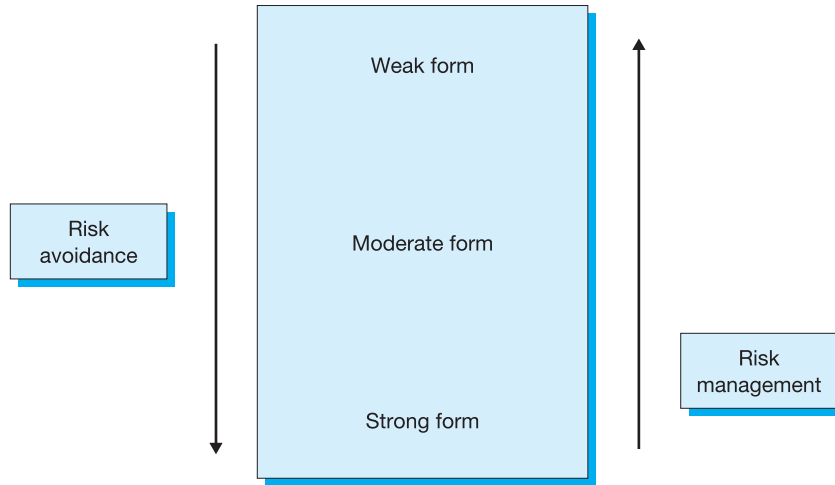 Weak form
Risk
avoidance
Moderate form
Risk
management
Strong form